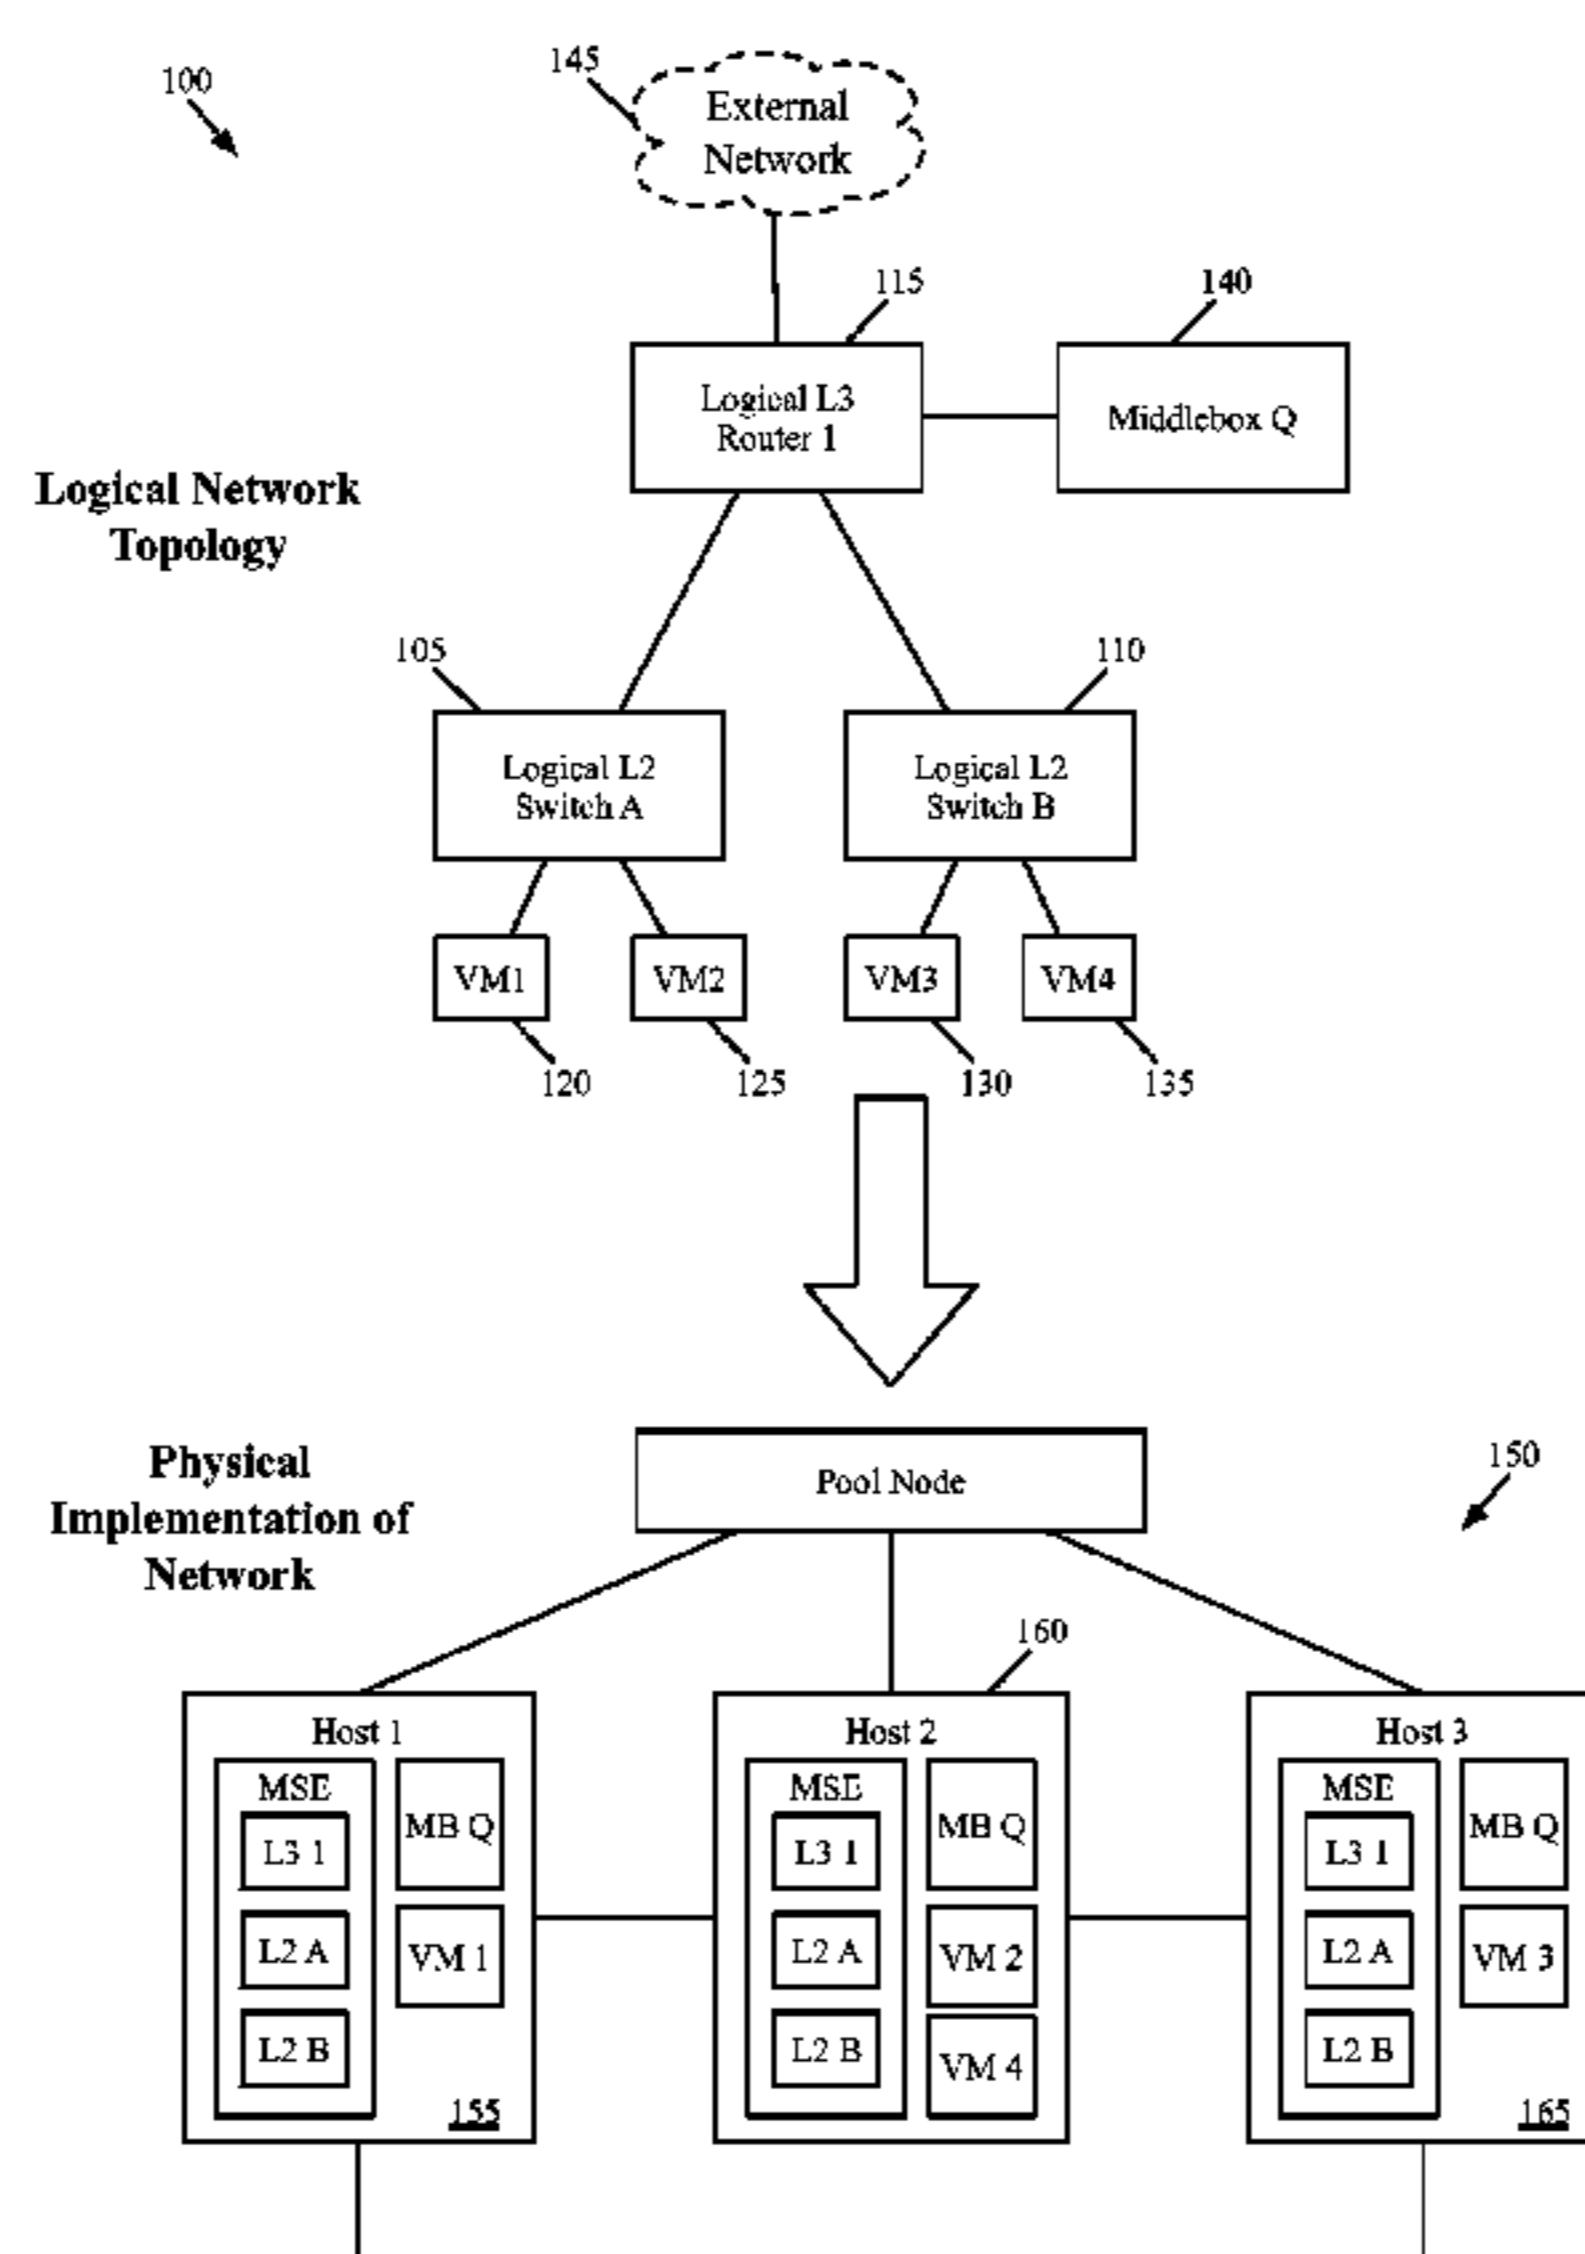 100
145
External
Network
115
140
Logical L3
Router 1
Middlebox Q
Logical Network
Topology
105
110
Logical L2
Switch A
Logical L2
Switch B
VM1
VM2
VM3
VM4
120
125
130
135
Physical
Implementation of
Network
Pool Node
150
160
Host 1
MSE
L3 1
L2 A
L2 B
MB Q
VM 1
155
Host 2
MSE
L3 1
L2 A
L2 B
MB Q
VM 2
VM 4
Host 3
MSE
L3 1
L2 A
L2 B
MB Q
VM 3
165